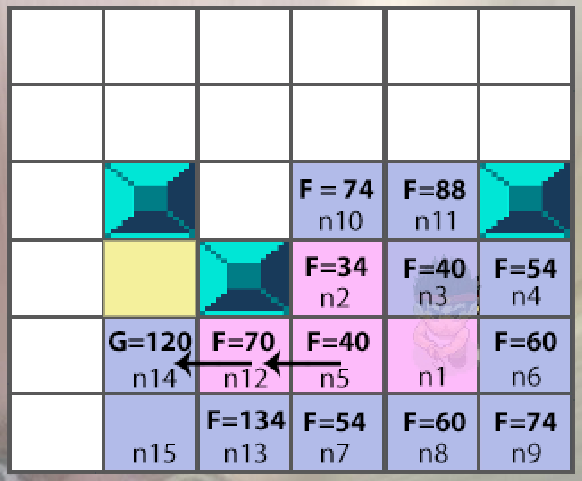 F = 74 F=88
n10 n11
F=34 F=40 F=54
n2 n3 n4
G=120 F=70 F=40 F=60
n14 n12 n5 n1 n6
F=134 F=54 F=60 F=74
n15 n13 n7 n8 n9